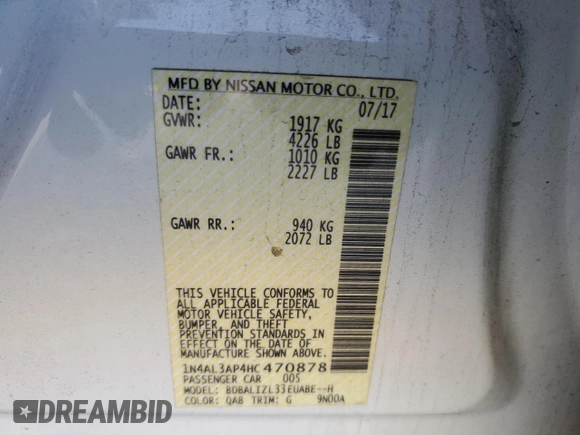 MFD BY NISSAN MOTOR CO., LTD.
DATE: 07/17
GVWR: 1917 KG
4226 LB
GAWR FR.: 1010 KG
2227 LB
GAWR RR.: 940 KG
2072 LB
THIS VEHICLE CONFORMS TO
ALL APPLICABLE FEDERAL
MOTOR VEHICLE SAFETY,
BUMPER, AND THEFT
PREVENTION STANDARDS IN
EFFECT ON THE DATE OF
MANUFACTURE SHOWN ABOVE.
1N4AL3AP4HC470878
PASSENGER CAR 005
MODEL: BDBALIZL33EUABE--H
COLOR: QAB TRIM: G 9N00A
EPICVIN.COM